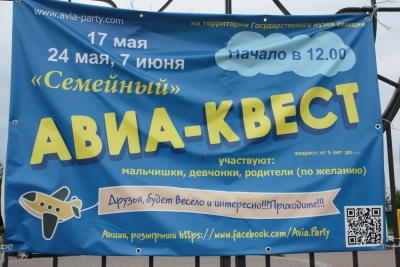 www.avia-party.com
на территории Государственного музея авиации
17 мая
24 мая, 7 июня
Начало в 12.00
«Семейный»
АВИА-КВЕСТ
возраст: от 5 лет до....
участвуют:
мальчишки, девчонки, родители (по желанию)
Друзья, будет Весело и интересно!!!Приходите!!!
Акции, розыгрыши https://www.facebook.com/Avia.Party